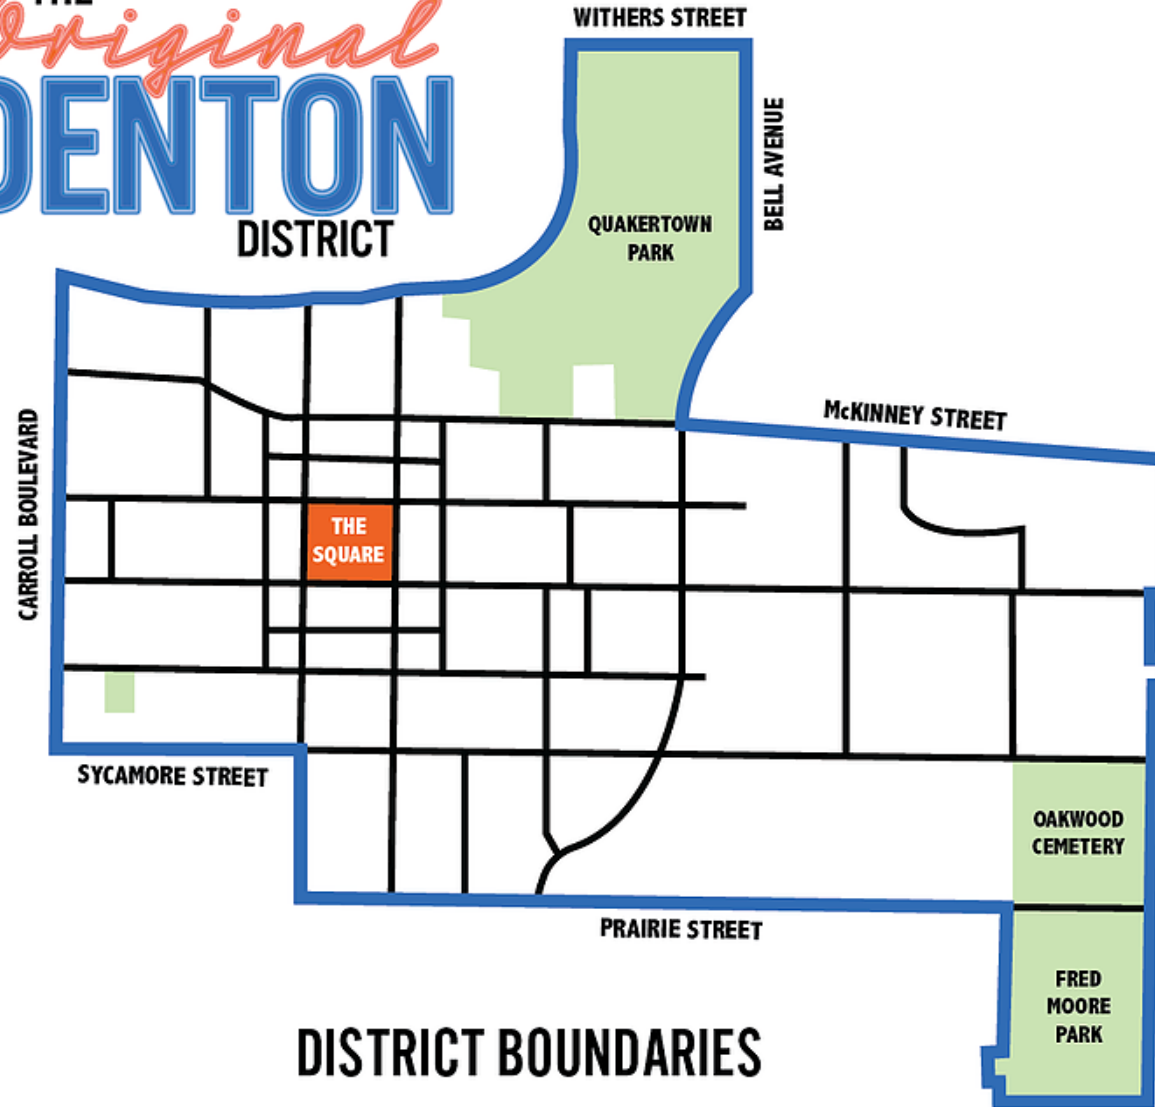 THE
Original
DENTON
DISTRICT
WITHERS STREET
BELL AVENUE
QUAKERTOWN
PARK
McKINNEY STREET
CARROLL BOULEVARD
THE
SQUARE
SYCAMORE STREET
OAKWOOD
CEMETERY
PRAIRIE STREET
FRED
MOORE
PARK
DISTRICT BOUNDARIES